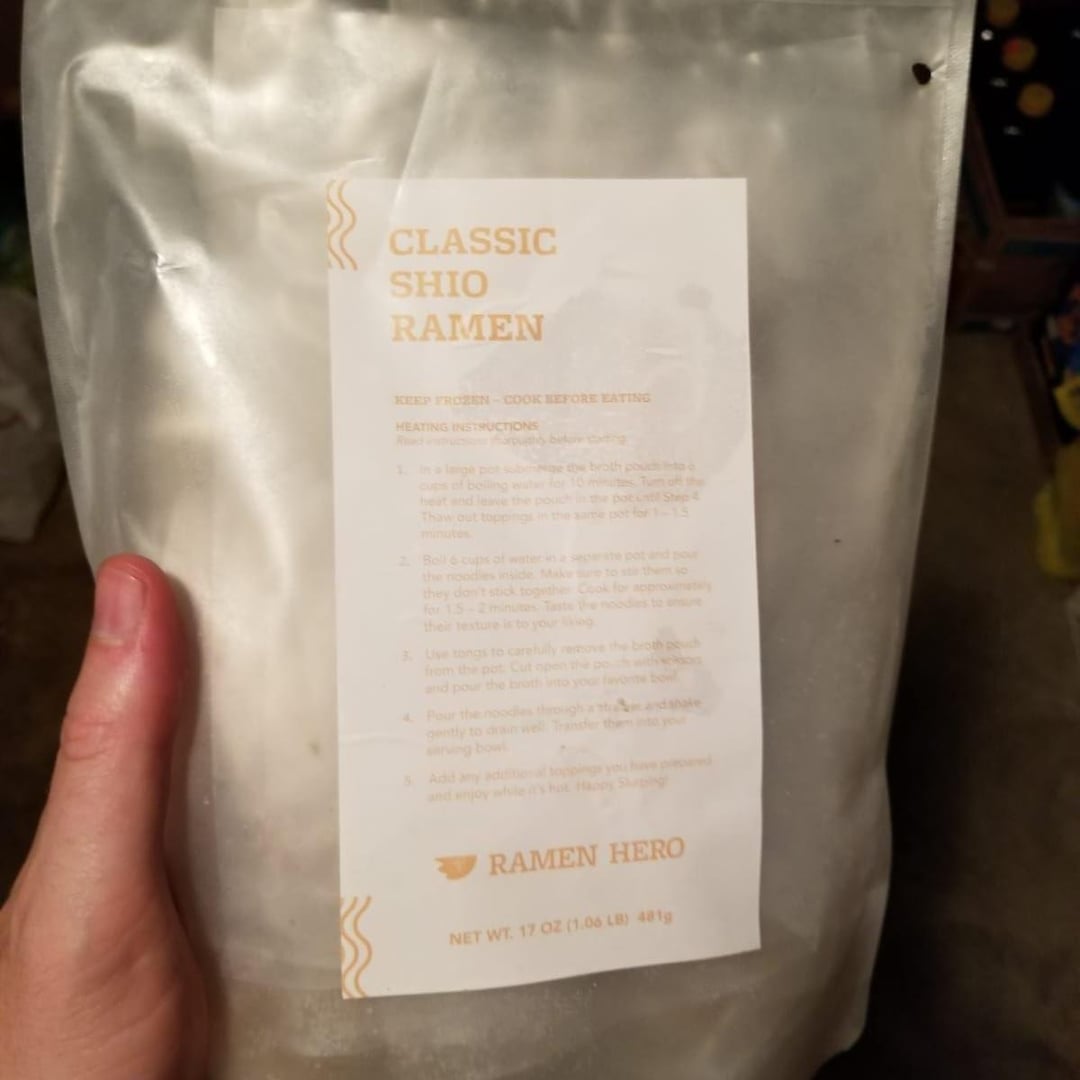 CLASSIC
SHIO
RAMEN
KEEP FROZEN – COOK BEFORE EATING
HEATING INSTRUCTIONS
Read instructions thoroughly before starting.
1. In a large pot submerge the broth pouch into 6
cups of boiling water for 10 minutes. Turn off the
heat and leave the pouch in the pot until Step 4.
Thaw out toppings in the same pot for 1 – 1.5
minutes.
2. Boil 6 cups of water in a separate pot and pour
the noodles inside. Make sure to stir them so
they don't stick together. Cook for approximately
for 1.5 – 2 minutes. Taste the noodles to ensure
their texture is to your liking.
3. Use tongs to carefully remove the broth pouch
from the pot. Cut open the pouch with scissors
and pour the broth into your favorite bowl.
4. Pour the noodles through a strainer and shake
gently to drain well. Transfer them into your
serving bowl.
5. Add any additional toppings you have prepared
and enjoy while it's hot. Happy Slurping!
RAMEN HERO
NET WT. 17 OZ (1.06 LB) 481g